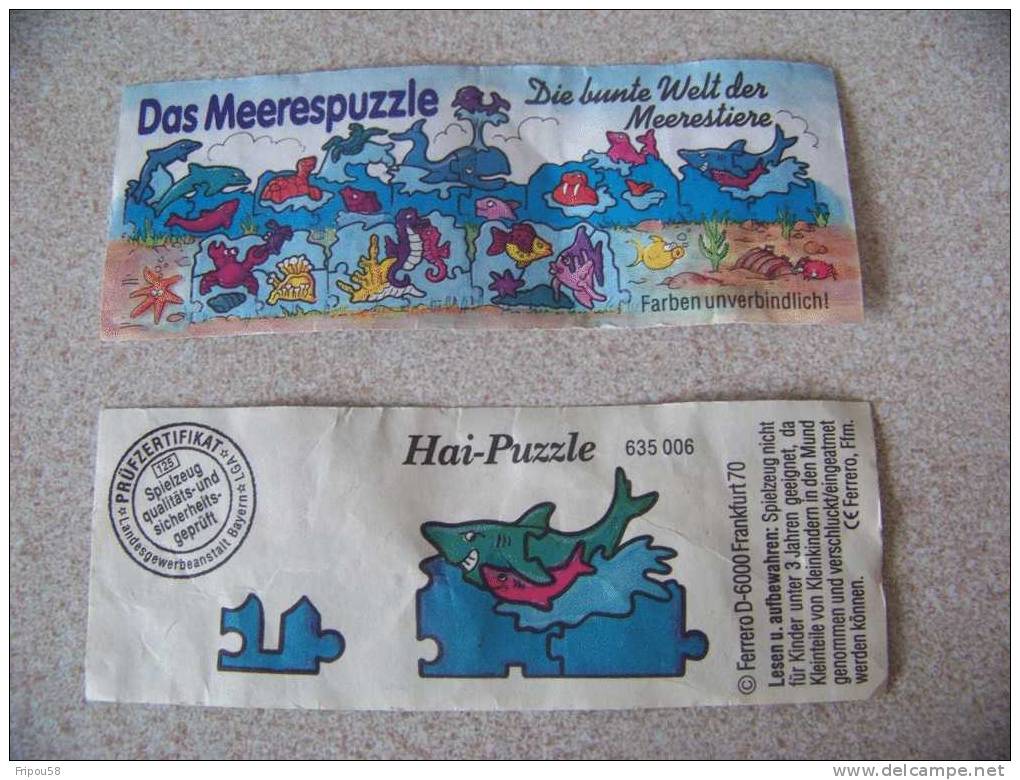 Das Meerespuzzle
Die bunte Welt der
Meerestiere
Farben unverbindlich!
PRÜFZERTIFIKAT
LGA
Landesgewerbeanstalt Bayern
125
Spielzeug
qualitäts-und
sicherheits-
geprüft
Hai-Puzzle 635 006
© Ferrero D-6000 Frankfurt 70
Lesen u. aufbewahren: Spielzeug nicht
für Kinder unter 3 Jahren geeignet, da
Kleinteile von Kleinkindern in den Mund
genommen und verschluckt/eingeatmet
werden können. CE Ferrero, Ffm.
Fripou58
www.delcampe.net